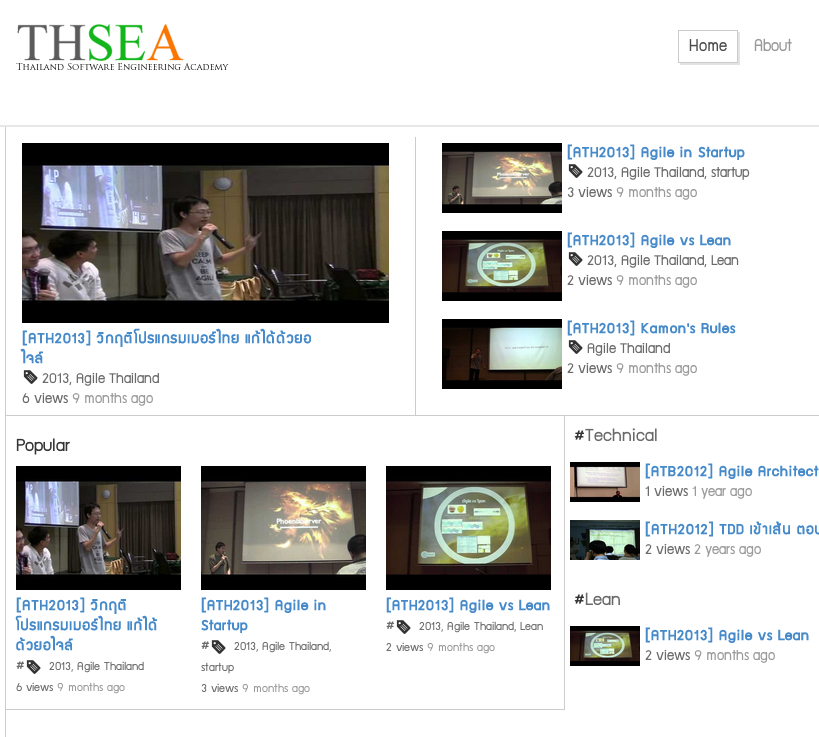 THSEA
Thailand Software Engineering Academy
Home
About
[ATH2013] วิกฤติโปรแกรมเมอร์ไทย แก้ได้ด้วยอ
ไจล์
2013, Agile Thailand
6 views 9 months ago
[ATH2013] Agile in Startup
2013, Agile Thailand, startup
3 views 9 months ago
[ATH2013] Agile vs Lean
2013, Agile Thailand, Lean
2 views 9 months ago
[ATH2013] Kamon's Rules
Agile Thailand
2 views 9 months ago
Popular
[ATH2013] วิกฤติ
โปรแกรมเมอร์ไทย แก้ได้
ด้วยอไจล์
# 2013, Agile Thailand
6 views 9 months ago
[ATH2013] Agile in
Startup
# 2013, Agile Thailand,
startup
3 views 9 months ago
[ATH2013] Agile vs Lean
# 2013, Agile Thailand, Lean
2 views 9 months ago
#Technical
[ATB2012] Agile Architect
1 views 1 year ago
[ATH2012] TDD เข้าเส้น ตอน
2 views 2 years ago
#Lean
[ATH2013] Agile vs Lean
2 views 9 months ago